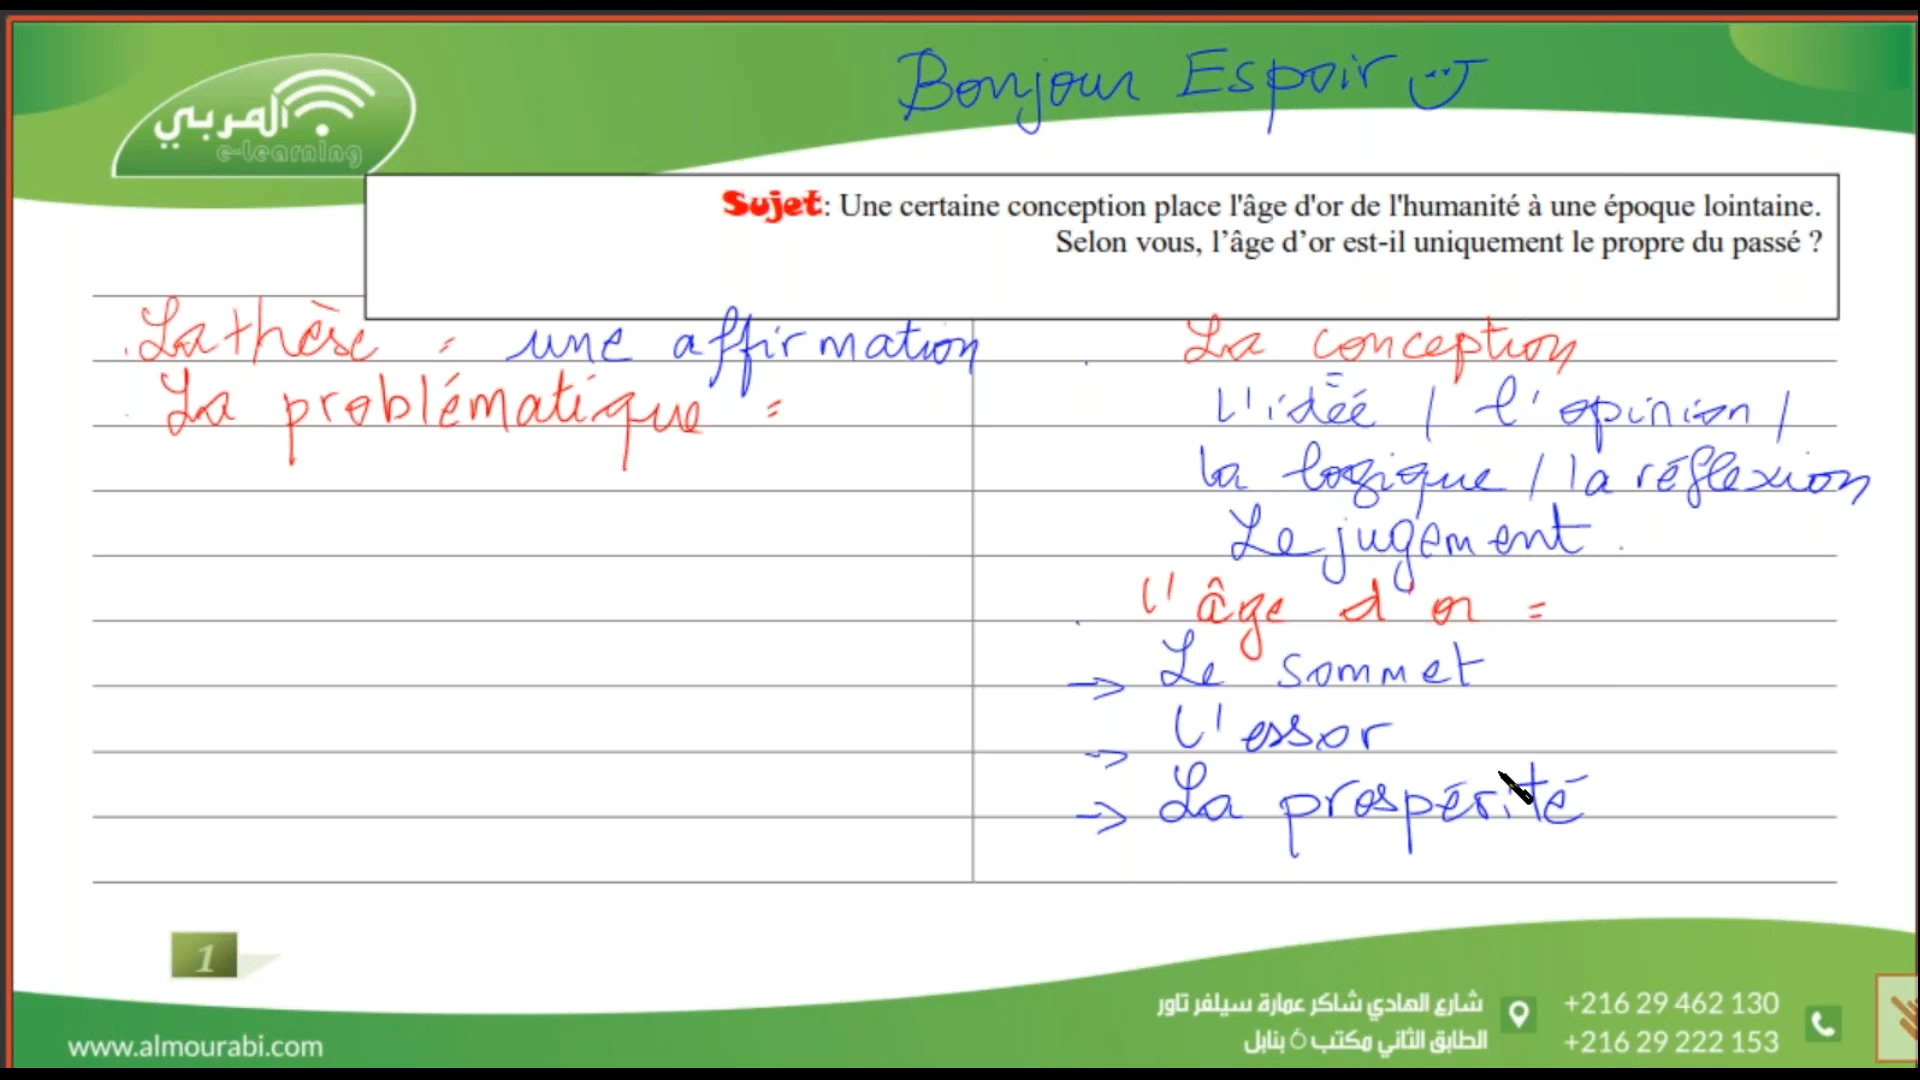 Bonjour Espoir
المربي
e-learning
Sujet: Une certaine conception place l'âge d'or de l'humanité à une époque lointaine.
Selon vous, l'âge d'or est-il uniquement le propre du passé ?
. La thèse = une affirmation
. La problématique =
. La conception
=
L'idéé / l'opinion /
la logique / la réflexion
Le jugement .
. l'âge d'or =
→ Le sommet
→ l'essor
→ La prospérité
1
www.almourabi.com
شارع الهادي شاكر عمارة سيلفر تاور
الطابق الثاني مكتب 6 بنابل
+216 29 462 130
+216 29 222 153